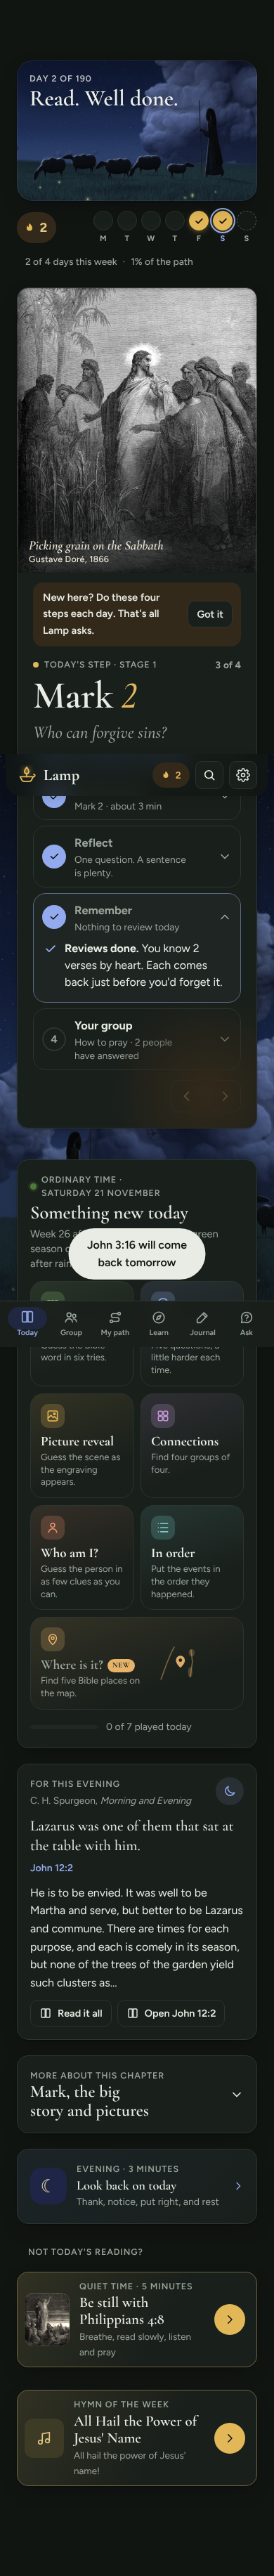 DAY 2 OF 190
Read. Well done.
2
M T W T F S S
2 of 4 days this week · 1% of the path
Picking grain on the Sabbath
Gustave Doré, 1866
New here? Do these four
steps each day. That's all
Lamp asks.
Got it
TODAY'S STEP · STAGE 1
3 of 4
Mark 2
Who can forgive sins?
Lamp
2
Mark 2 · about 3 min
Reflect
One question. A sentence
is plenty.
Remember
Nothing to review today
Reviews done. You know 2
verses by heart. Each comes
back just before you'd forget it.
4
Your group
How to pray · 2 people
have answered
ORDINARY TIME ·
SATURDAY 21 NOVEMBER
Something new today
Week 26
season
after
John 3:16 will come
back tomorrow
Today
Group
My path
Learn
Journal
Ask
word in six tries.
little harder each
time.
Picture reveal
Guess the scene as
the engraving
appears.
Connections
Find four groups of
four.
Who am I?
Guess the person in
as few clues as you
can.
In order
Put the events in
the order they
happened.
Where is it? NEW
Find five Bible places on
the map.
0 of 7 played today
FOR THIS EVENING
C. H. Spurgeon, Morning and Evening
Lazarus was one of them that sat at
the table with him.
John 12:2
He is to be envied. It was well to be
Martha and serve, but better to be Lazarus
and commune. There are times for each
purpose, and each is comely in its season,
but none of the trees of the garden yield
such clusters as...
Read it all
Open John 12:2
MORE ABOUT THIS CHAPTER
Mark, the big
story and pictures
EVENING · 3 MINUTES
Look back on today
Thank, notice, put right, and rest
NOT TODAY'S READING?
QUIET TIME · 5 MINUTES
Be still with
Philippians 4:8
Breathe, read slowly, listen
and pray
HYMN OF THE WEEK
All Hail the Power of
Jesus' Name
All hail the power of Jesus'
name!